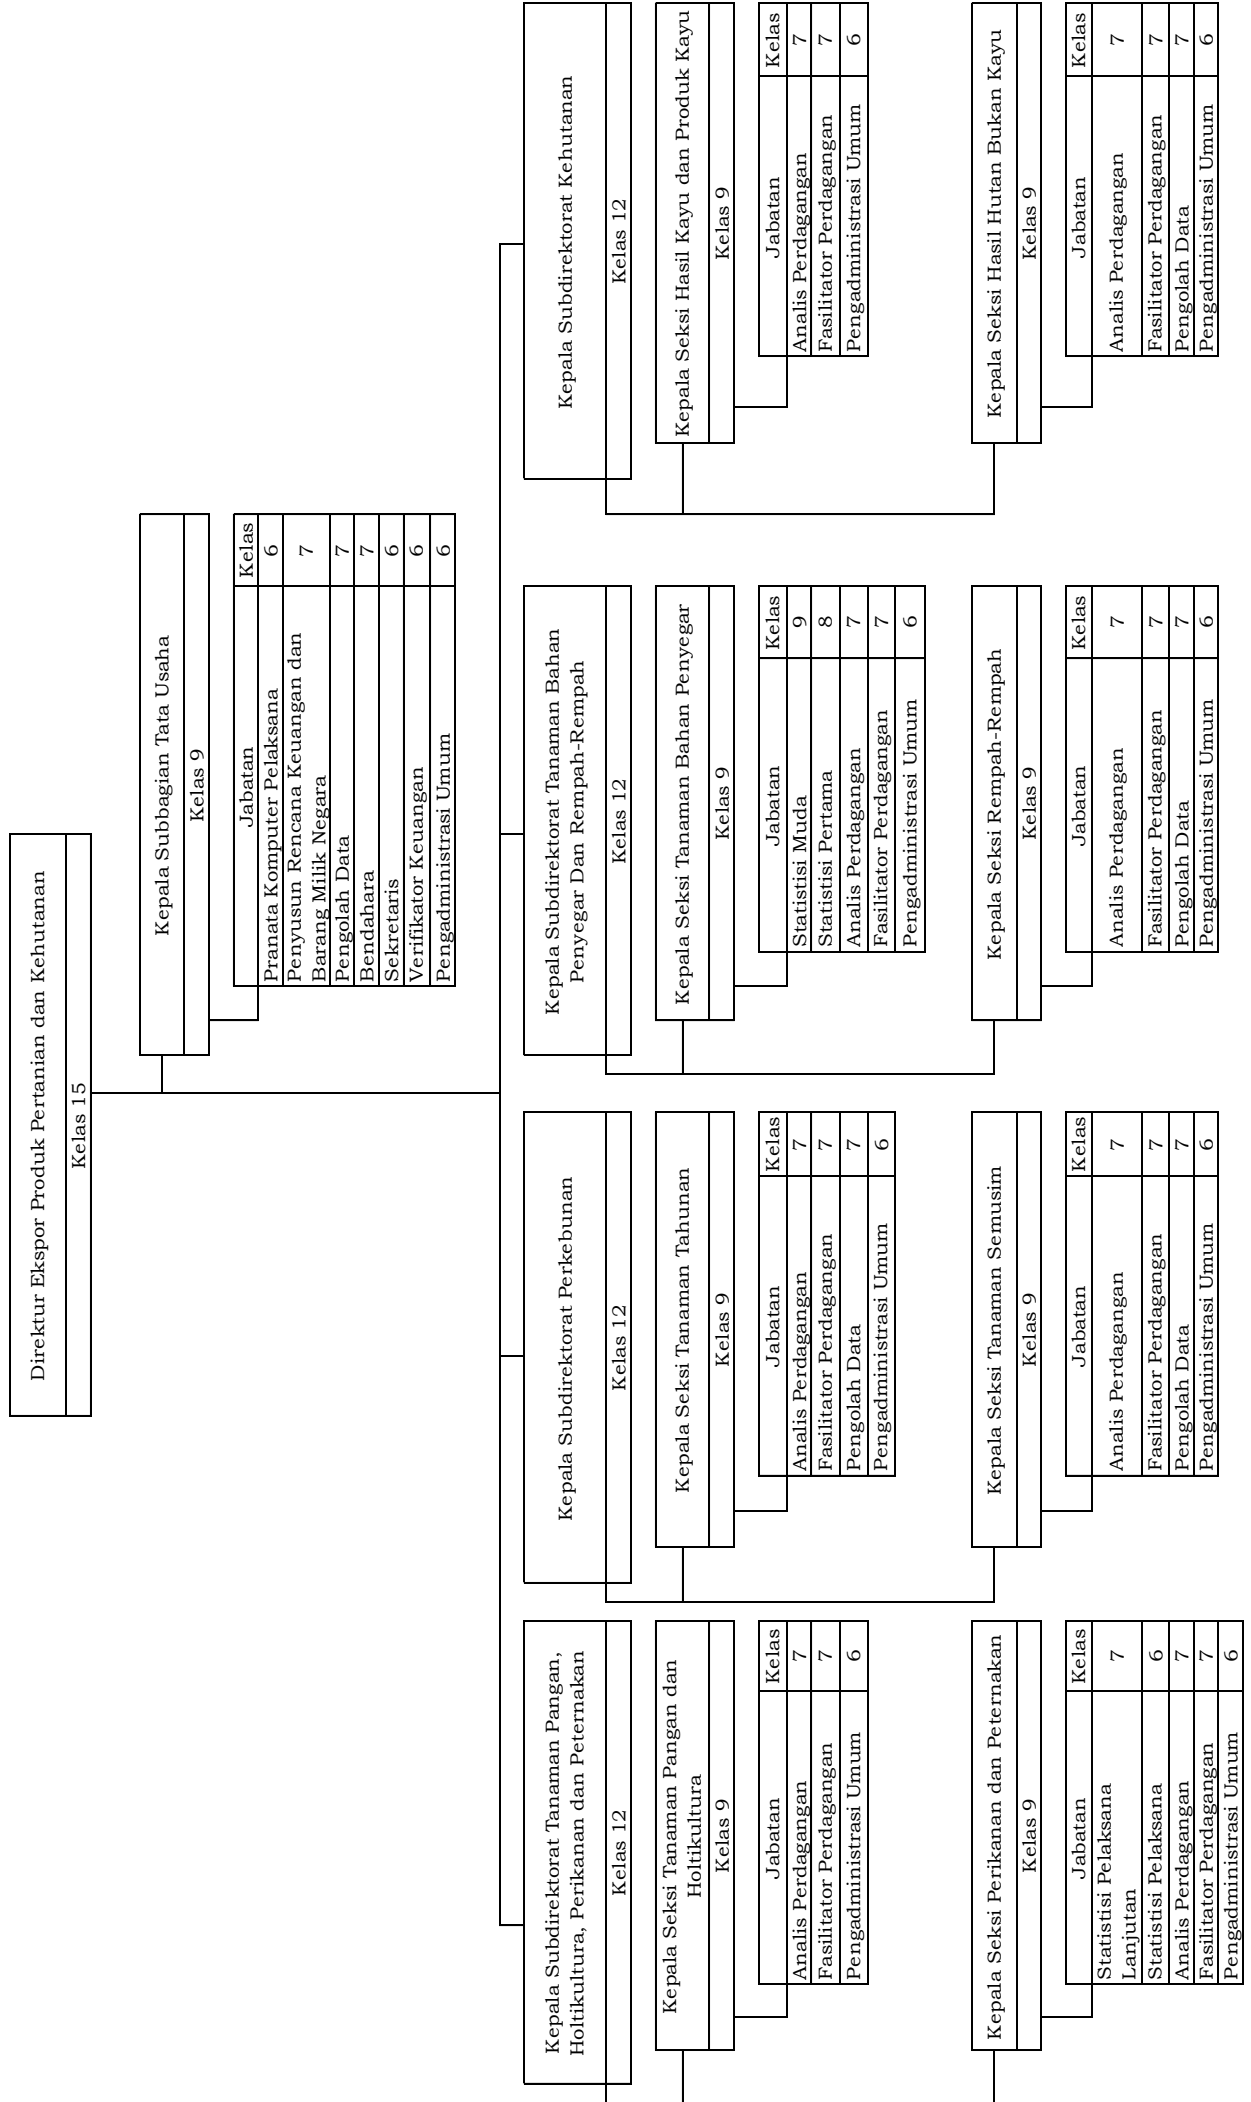 Direktur Ekspor Produk Pertanian dan Kehutanan
Kelas 15
Kepala Subbagian Tata Usaha
Kelas 9
Jabatan Kelas
Pranata Komputer Pelaksana 6
Penyusun Rencana Keuangan dan
Barang Milik Negara 7
Pengolah Data 7
Bendahara 7
Sekretaris 6
Verifikator Keuangan 6
Pengadministrasi Umum 6
Kepala Subdirektorat Tanaman Pangan,
Holtikultura, Perikanan dan Peternakan
Kelas 12
Kepala Seksi Tanaman Pangan dan
Holtikultura
Kelas 9
Jabatan Kelas
Analis Perdagangan 7
Fasilitator Perdagangan 7
Pengadministrasi Umum 6
Kepala Seksi Perikanan dan Peternakan
Kelas 9
Jabatan Kelas
Statistisi Pelaksana
Lanjutan 7
Statistisi Pelaksana 6
Analis Perdagangan 7
Fasilitator Perdagangan 7
Pengadministrasi Umum 6
Kepala Subdirektorat Perkebunan
Kelas 12
Kepala Seksi Tanaman Tahunan
Kelas 9
Jabatan Kelas
Analis Perdagangan 7
Fasilitator Perdagangan 7
Pengolah Data 7
Pengadministrasi Umum 6
Kepala Seksi Tanaman Semusim
Kelas 9
Jabatan Kelas
Analis Perdagangan 7
Fasilitator Perdagangan 7
Pengolah Data 7
Pengadministrasi Umum 6
Kepala Subdirektorat Tanaman Bahan
Penyegar Dan Rempah-Rempah
Kelas 12
Kepala Seksi Tanaman Bahan Penyegar
Kelas 9
Jabatan Kelas
Statistisi Muda 9
Statistisi Pertama 8
Analis Perdagangan 7
Fasilitator Perdagangan 7
Pengadministrasi Umum 6
Kepala Seksi Rempah-Rempah
Kelas 9
Jabatan Kelas
Analis Perdagangan 7
Fasilitator Perdagangan 7
Pengolah Data 7
Pengadministrasi Umum 6
Kepala Subdirektorat Kehutanan
Kelas 12
Kepala Seksi Hasil Kayu dan Produk Kayu
Kelas 9
Jabatan Kelas
Analis Perdagangan 7
Fasilitator Perdagangan 7
Pengadministrasi Umum 6
Kepala Seksi Hasil Hutan Bukan Kayu
Kelas 9
Jabatan Kelas
Analis Perdagangan 7
Fasilitator Perdagangan 7
Pengolah Data 7
Pengadministrasi Umum 6